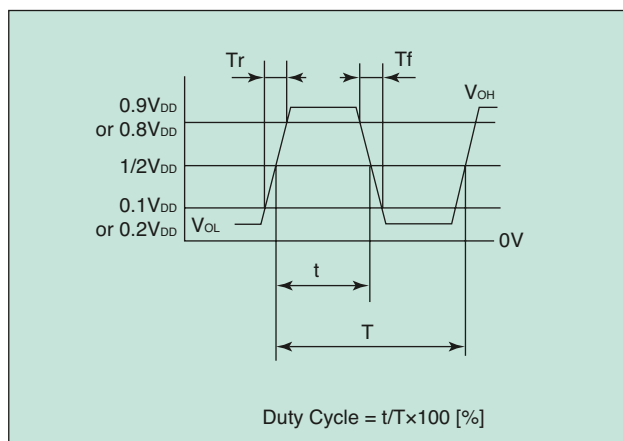 Tr
Tf
0.9VDD
or 0.8VDD
VOH
1/2VDD
0.1VDD
or 0.2VDD
VOL
0V
t
T
Duty Cycle = t/T×100 [%]